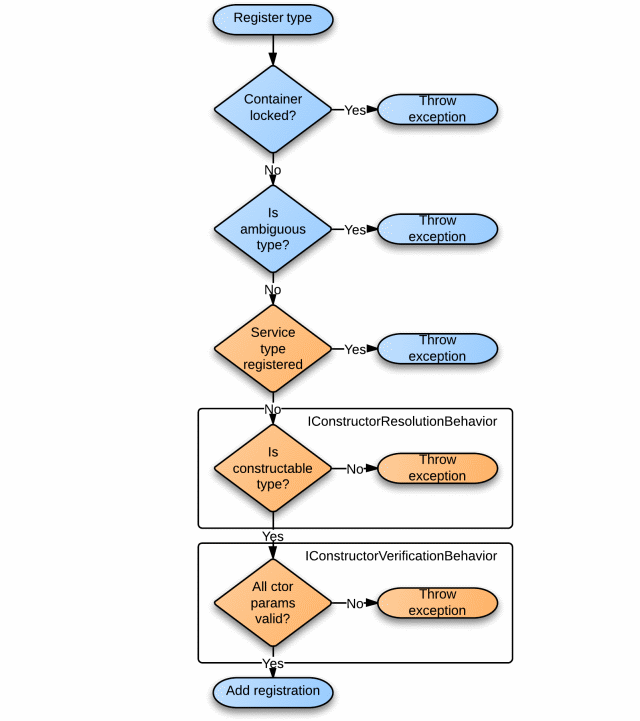 Register type
Container
locked?
Yes
Throw
exception
No
Is
ambiguous
type?
Yes
Throw
exception
No
Service
type
registered
Yes
Throw
exception
No
IConstructorResolutionBehavior
Is
constructable
type?
No
Throw
exception
Yes
IConstructorVerificationBehavior
All ctor
params
valid?
No
Throw
exception
Yes
Add registration